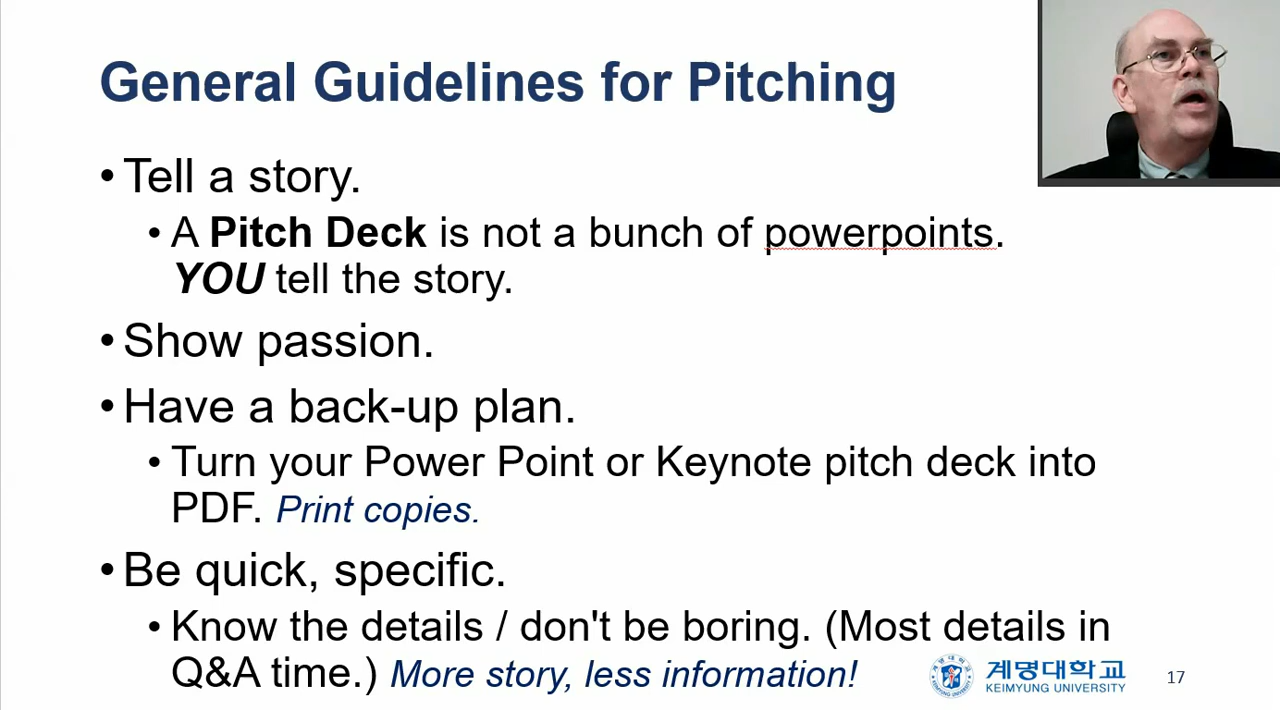 General Guidelines for Pitching
• Tell a story.
• A Pitch Deck is not a bunch of powerpoints.
YOU tell the story.
• Show passion.
• Have a back-up plan.
• Turn your Power Point or Keynote pitch deck into
PDF. Print copies.
• Be quick, specific.
• Know the details / don't be boring. (Most details in
Q&A time.) More story, less information!
계명대학교
KEIMYUNG UNIVERSITY
17